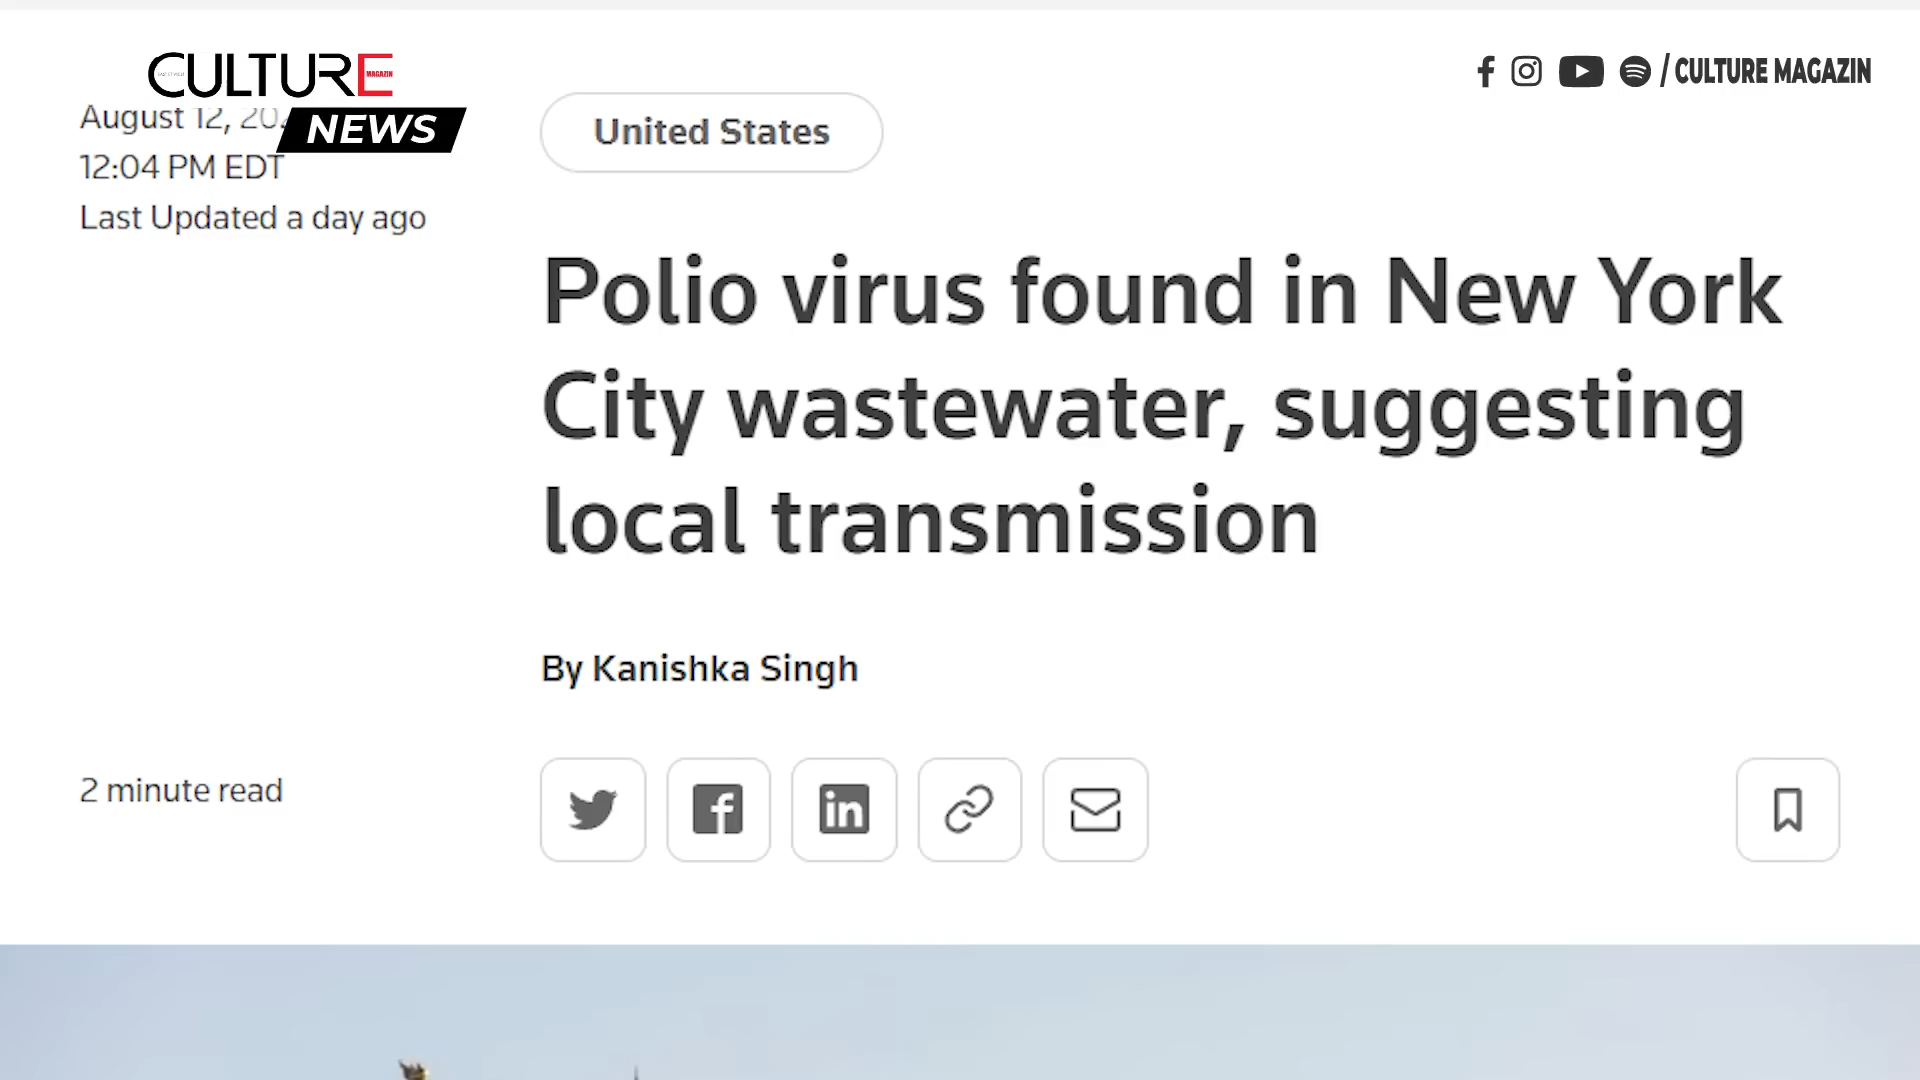 CULTURE
MAGAZIN
NEWS
/ CULTURE MAGAZIN
August 12,
12:04 PM EDT
Last Updated a day ago
United States
Polio virus found in New York
City wastewater, suggesting
local transmission
By Kanishka Singh
2 minute read